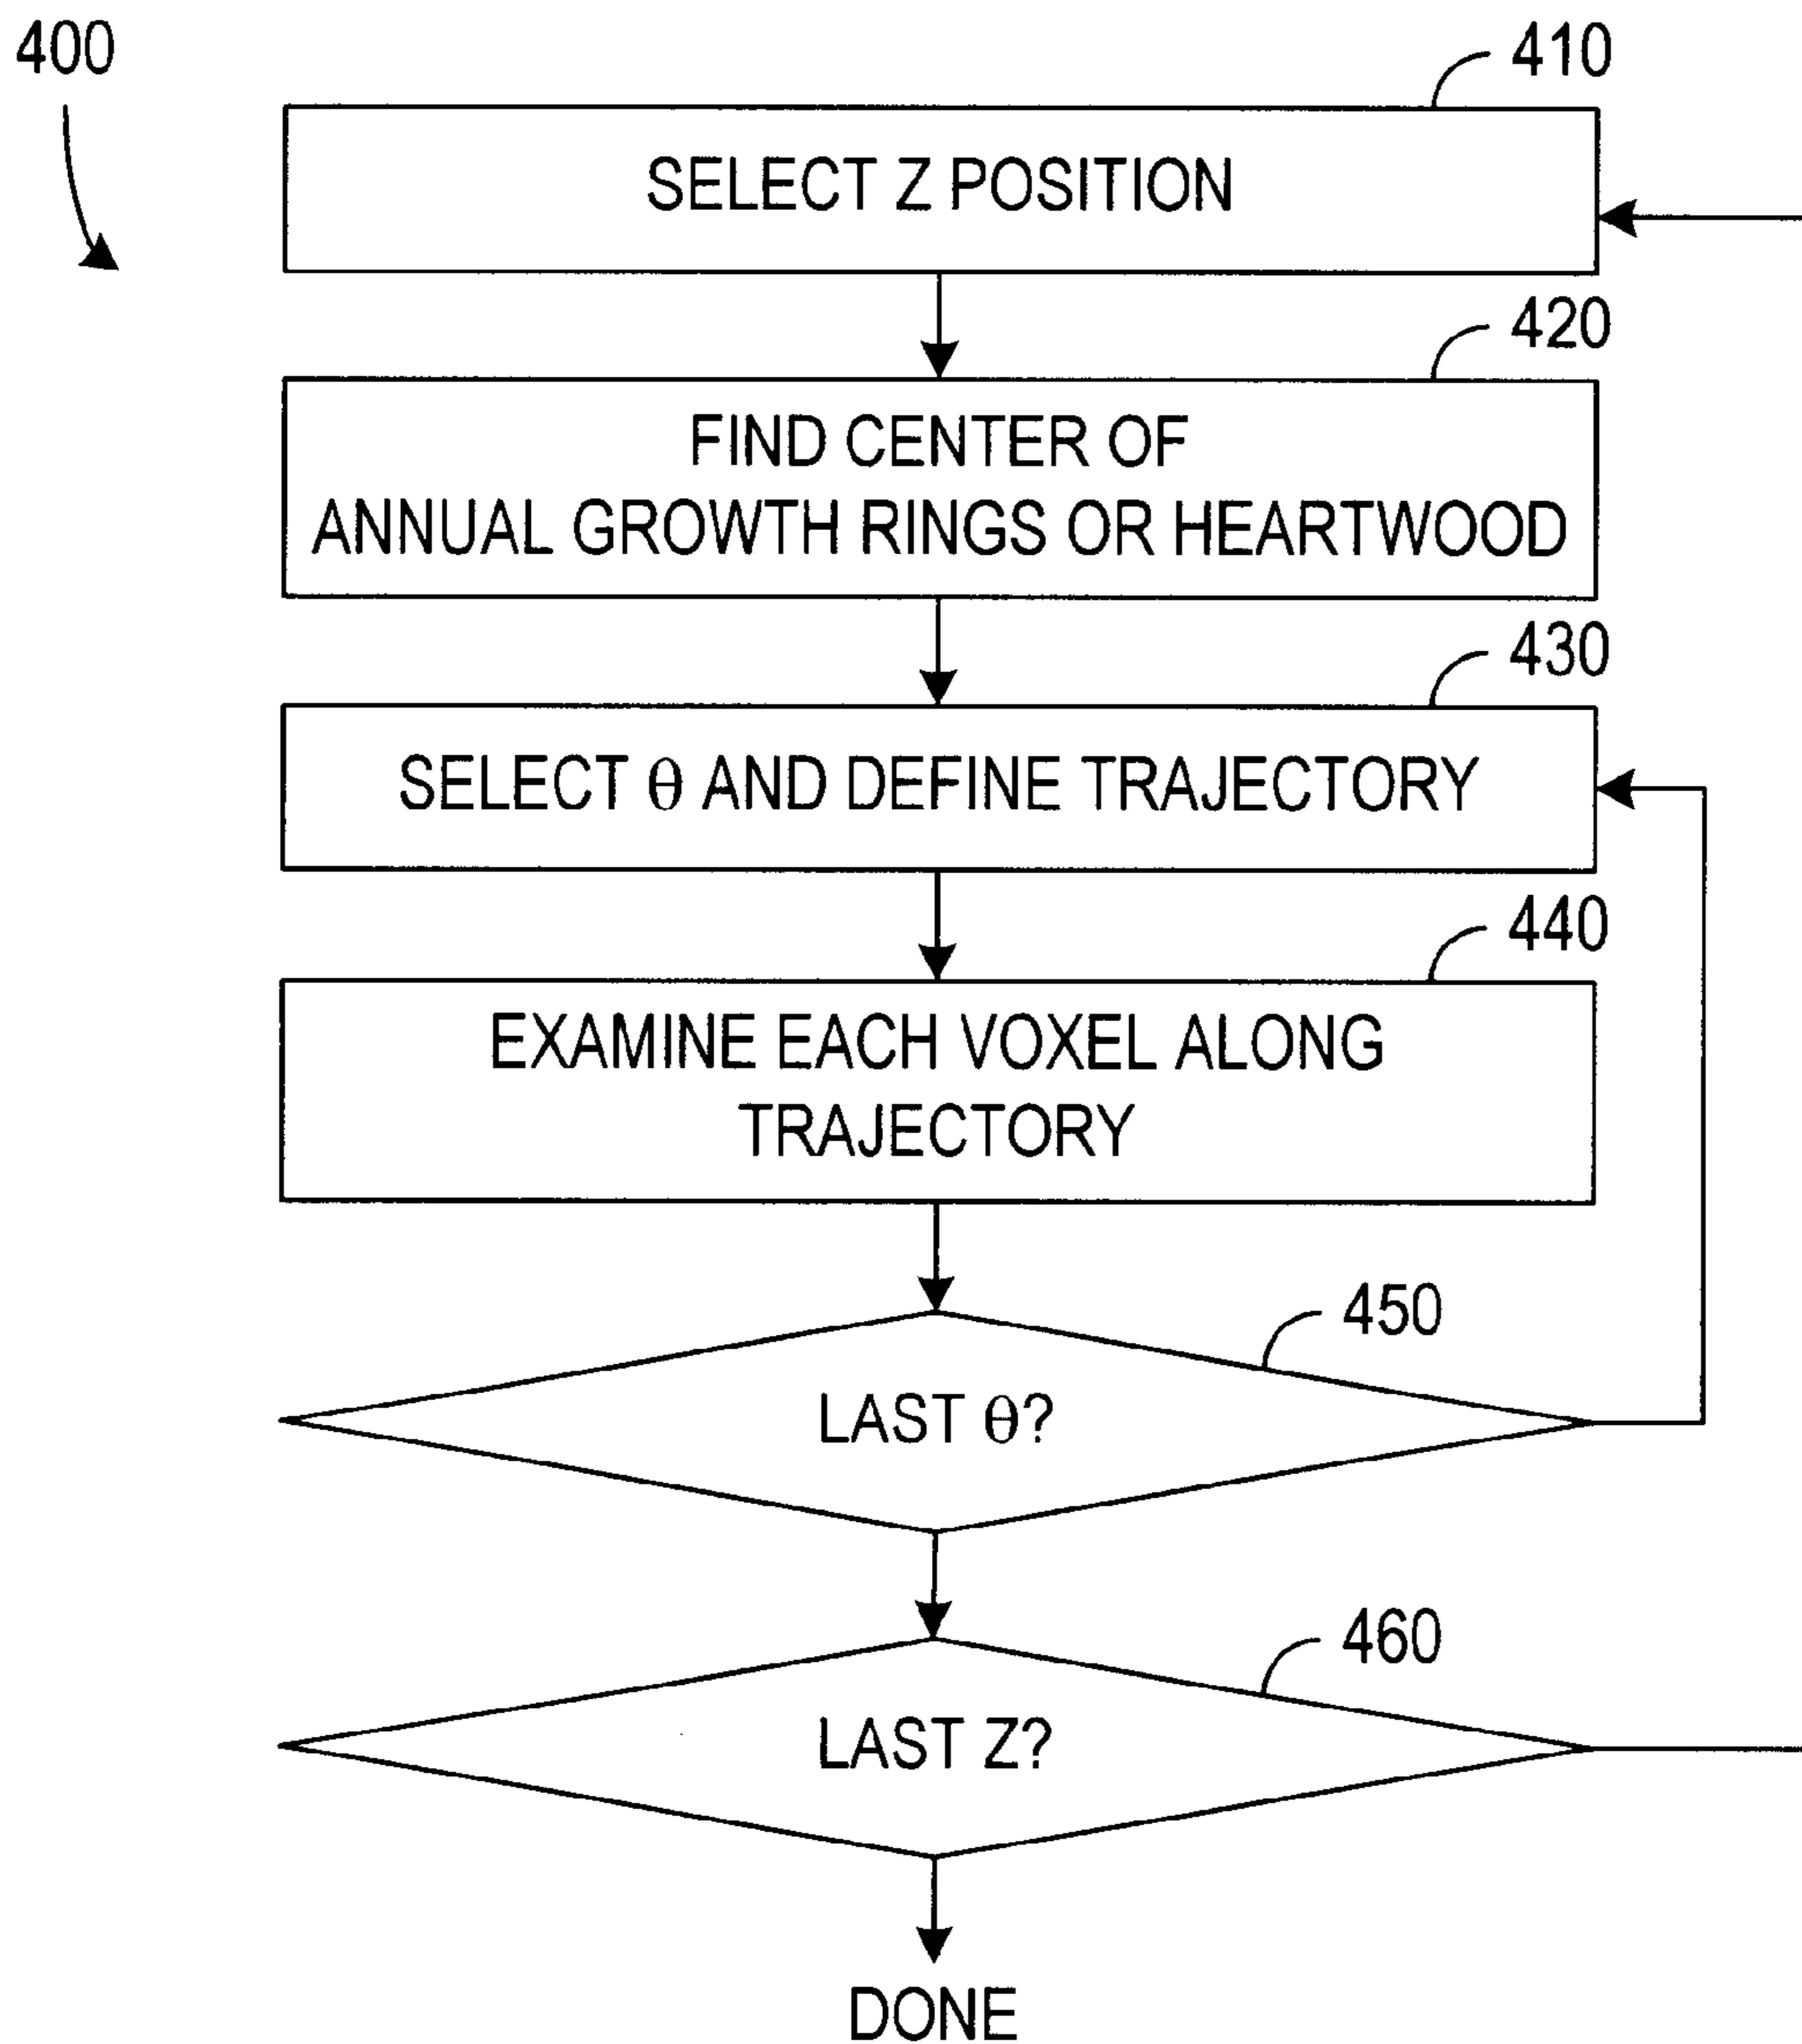 400
410
SELECT Z POSITION
420
FIND CENTER OF
ANNUAL GROWTH RINGS OR HEARTWOOD
430
SELECT θ AND DEFINE TRAJECTORY
440
EXAMINE EACH VOXEL ALONG
TRAJECTORY
450
LAST θ?
460
LAST Z?
DONE